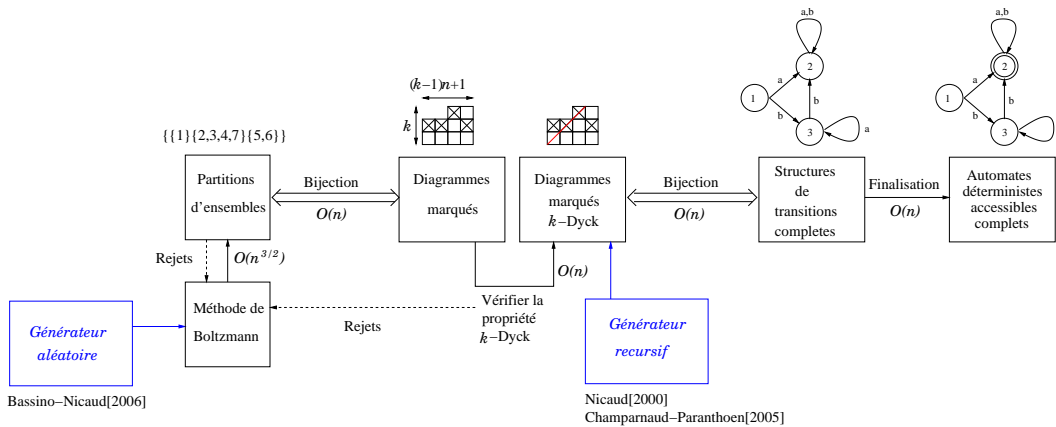 a,b
a,b
2
2
a
a
1
1
b
b
b
b
3
3
a
(k−1)n+1
k
{{1}{2,3,4,7}{5,6}}
Partitions
d'ensembles
Bijection
O(n)
Diagrammes
marqués
Diagrammes
marqués
k−Dyck
Bijection
O(n)
Structures
de
transitions
completes
Finalisation
O(n)
Automates
déterministes
accessibles
complets
Rejets
O(n^{3/2})
O(n)
Méthode de
Boltzmann
Rejets
Vérifier la
propriété
k−Dyck
Générateur
aléatoire
Générateur
recursif
Bassino−Nicaud[2006]
Nicaud[2000]
Champarnaud−Paranthoen[2005]